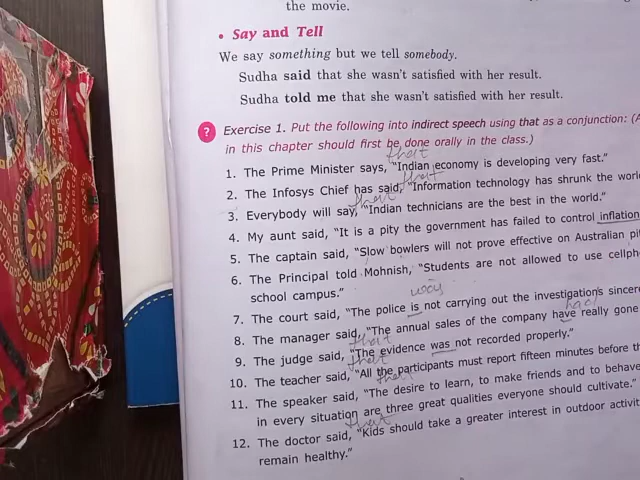 the movie.
• Say and Tell
We say something but we tell somebody.
Sudha said that she wasn't satisfied with her result.
Sudha told me that she wasn't satisfied with her result.
? Exercise 1. Put the following into indirect speech using that as a conjunction: (A
in this chapter should first be done orally in the class.)
that
1. The Prime Minister says, "Indian economy is developing very fast."
that
2. The Infosys Chief has said, "Information technology has shrunk the worl
that
3. Everybody will say, "Indian technicians are the best in the world."
4. My aunt said, "It is a pity the government has failed to control inflation
5. The captain said, "Slow bowlers will not prove effective on Australian pi
6. The Principal told Mohnish, "Students are not allowed to use cellph
school campus."
was
7. The court said, "The police is not carrying out the investigations sincere
had
8. The manager said, "The annual sales of the company have really gone
that
9. The judge said, "The evidence was not recorded properly."
that
10. The teacher said, "All the participants must report fifteen minutes before th
that
11. The speaker said, "The desire to learn, to make friends and to behave
in every situation are three great qualities everyone should cultivate."
that
12. The doctor said, "Kids should take a greater interest in outdoor activit
remain healthy."